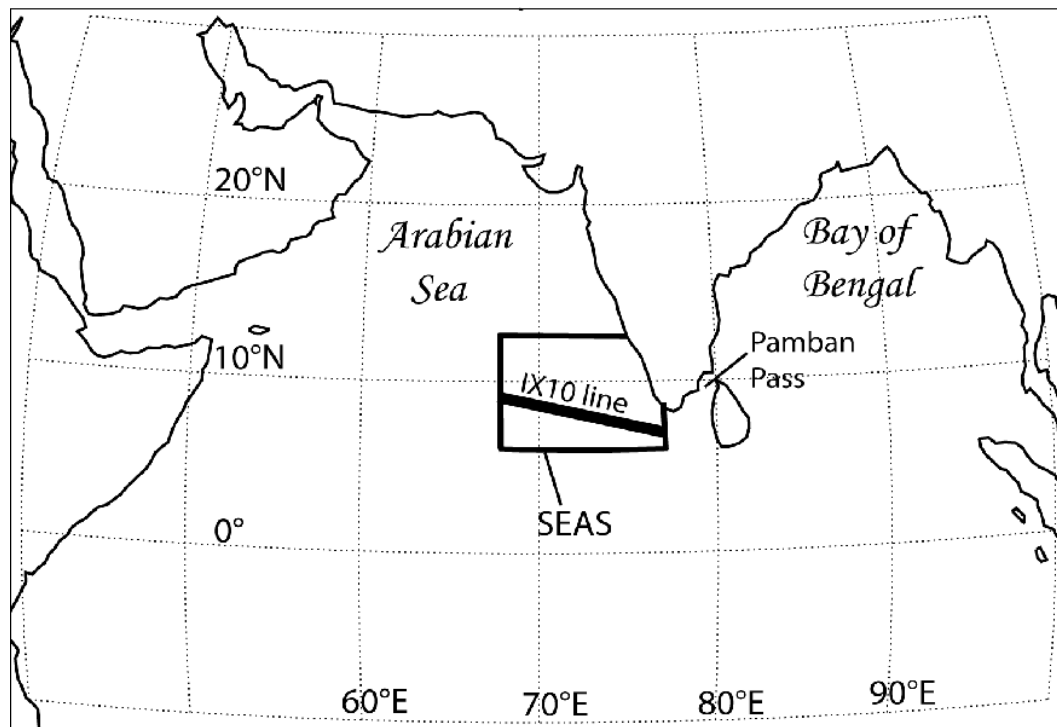 20°N
Arabian
Sea
Bay of
Bengal
10°N
Pamban
Pass
IX10 line
SEAS
0°
60°E
70°E
80°E
90°E